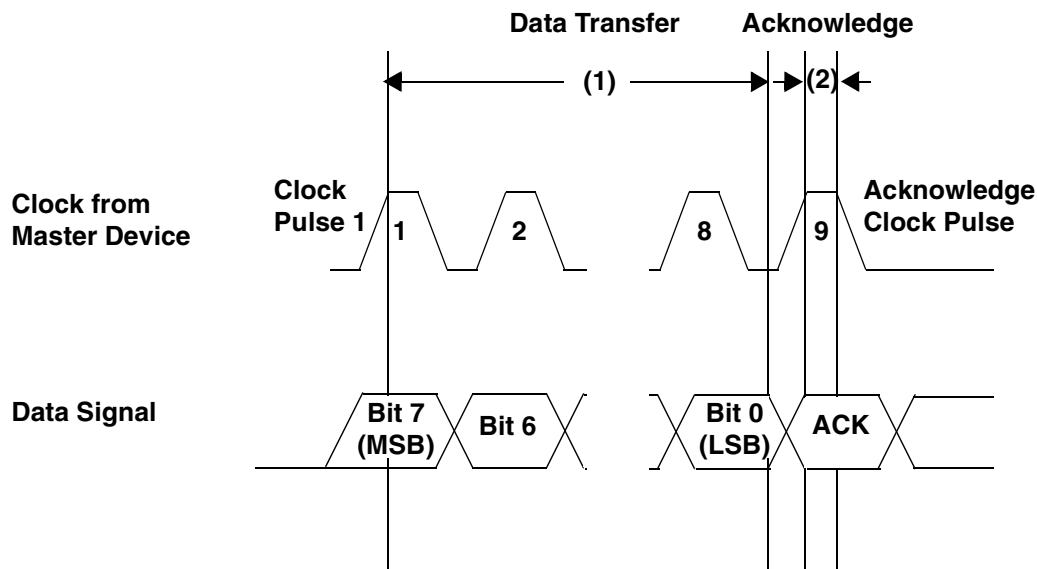 Data Transfer
Acknowledge
(1)
(2)
Clock from
Master Device
Clock
Pulse 1
1
2
8
9
Acknowledge
Clock Pulse
Data Signal
Bit 7
(MSB)
Bit 6
Bit 0
(LSB)
ACK